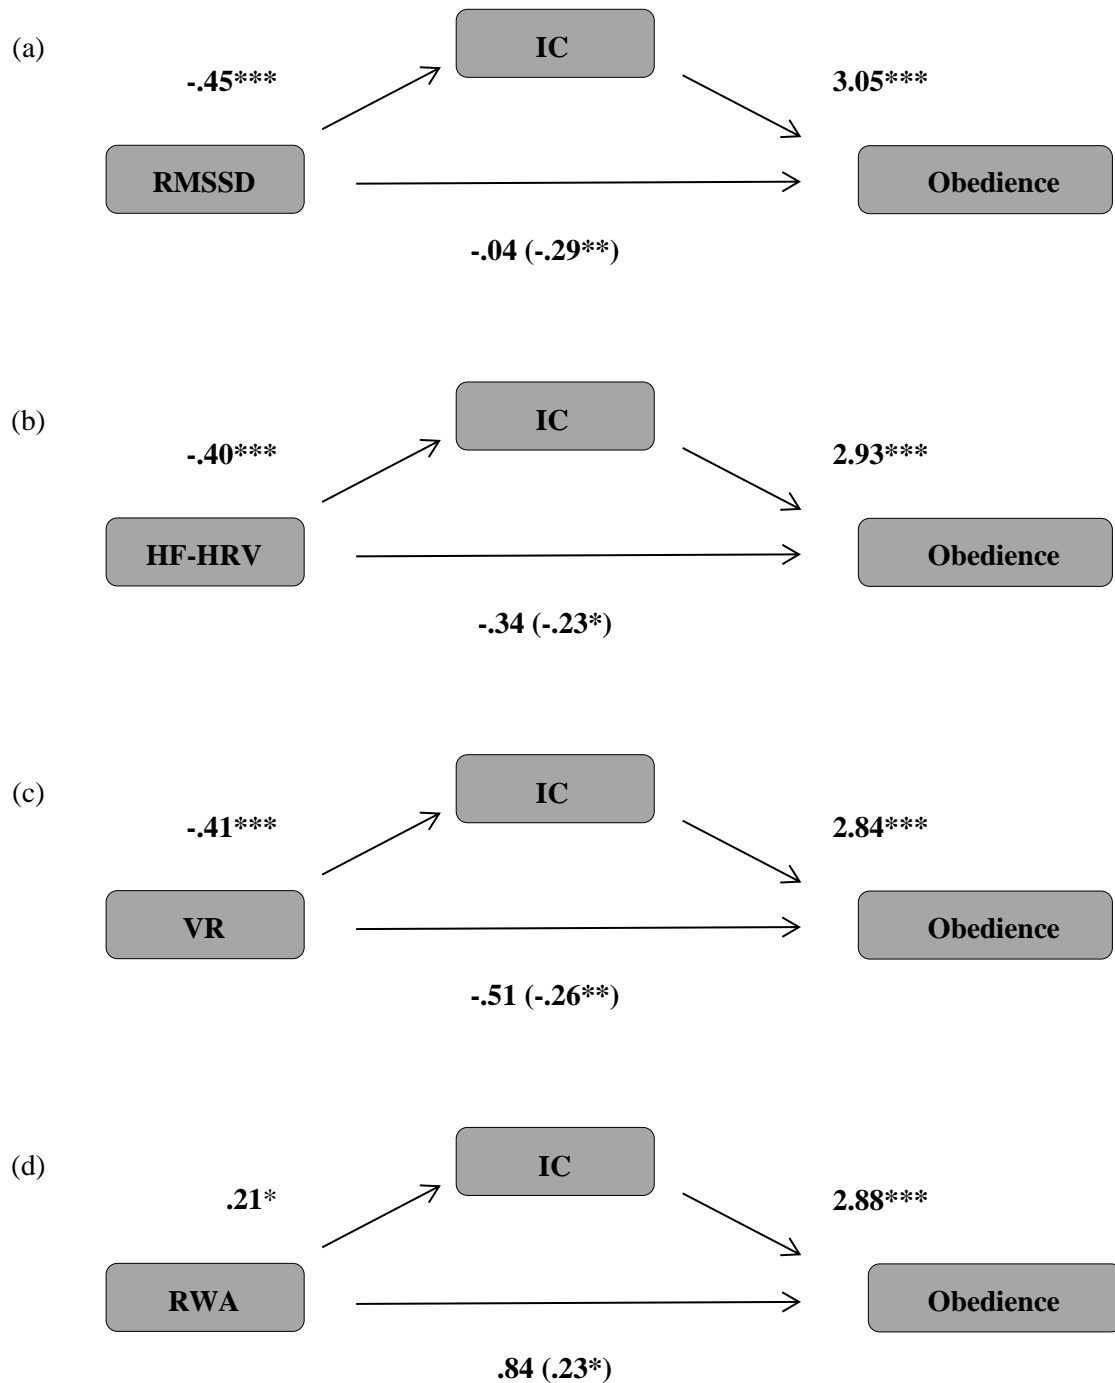 (a)
IC
-.45***
3.05***
RMSSD
Obedience
-.04 (-.29**)
(b)
IC
-.40***
2.93***
HF-HRV
Obedience
-.34 (-.23*)
(c)
IC
-.41***
2.84***
VR
Obedience
-.51 (-.26**)
(d)
IC
.21*
2.88***
RWA
Obedience
.84 (.23*)